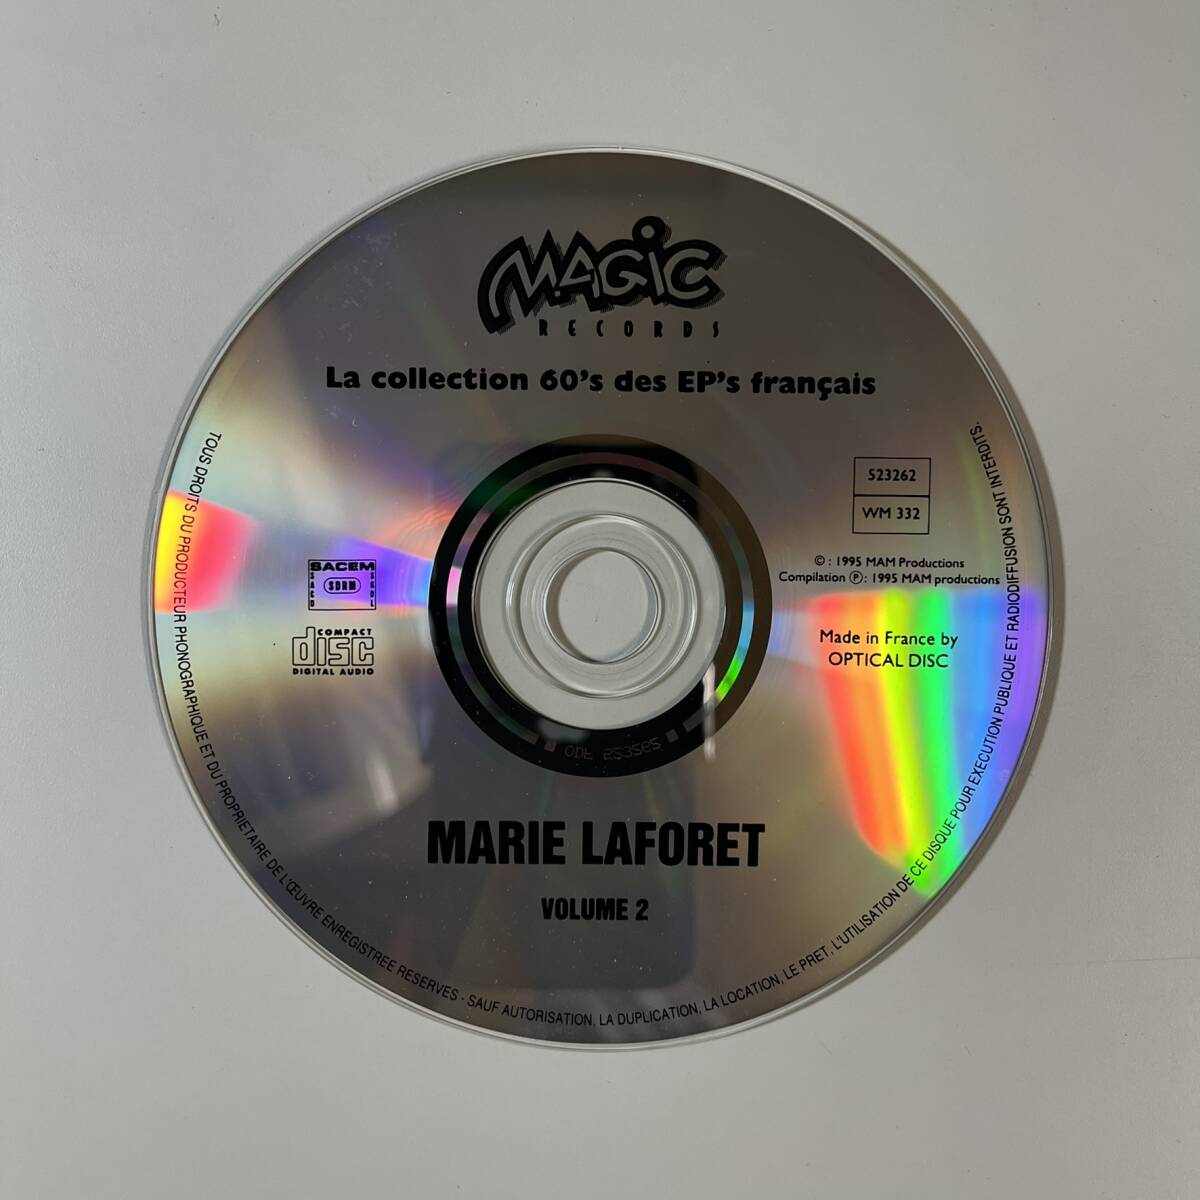 MAGIC
RECORDS
La collection 60's des EP's français
523262
WM 332
© : 1995 MAM Productions
Compilation Ⓟ : 1995 MAM productions
SACEM
SACD
SDRM
SGDL
COMPACT
disc
DIGITAL AUDIO
Made in France by
OPTICAL DISC
MARIE LAFORET
VOLUME 2
TOUS DROITS DU PRODUCTEUR PHONOGRAPHIQUE ET DU PROPRIETAIRE DE L'ŒUVRE ENREGISTREE RESERVES - SAUF AUTORISATION, LA DUPLICATION, LA LOCATION, LE PRET, L'UTILISATION DE CE DISQUE POUR EXECUTION PUBLIQUE ET RADIODIFFUSION SONT INTERDITS.